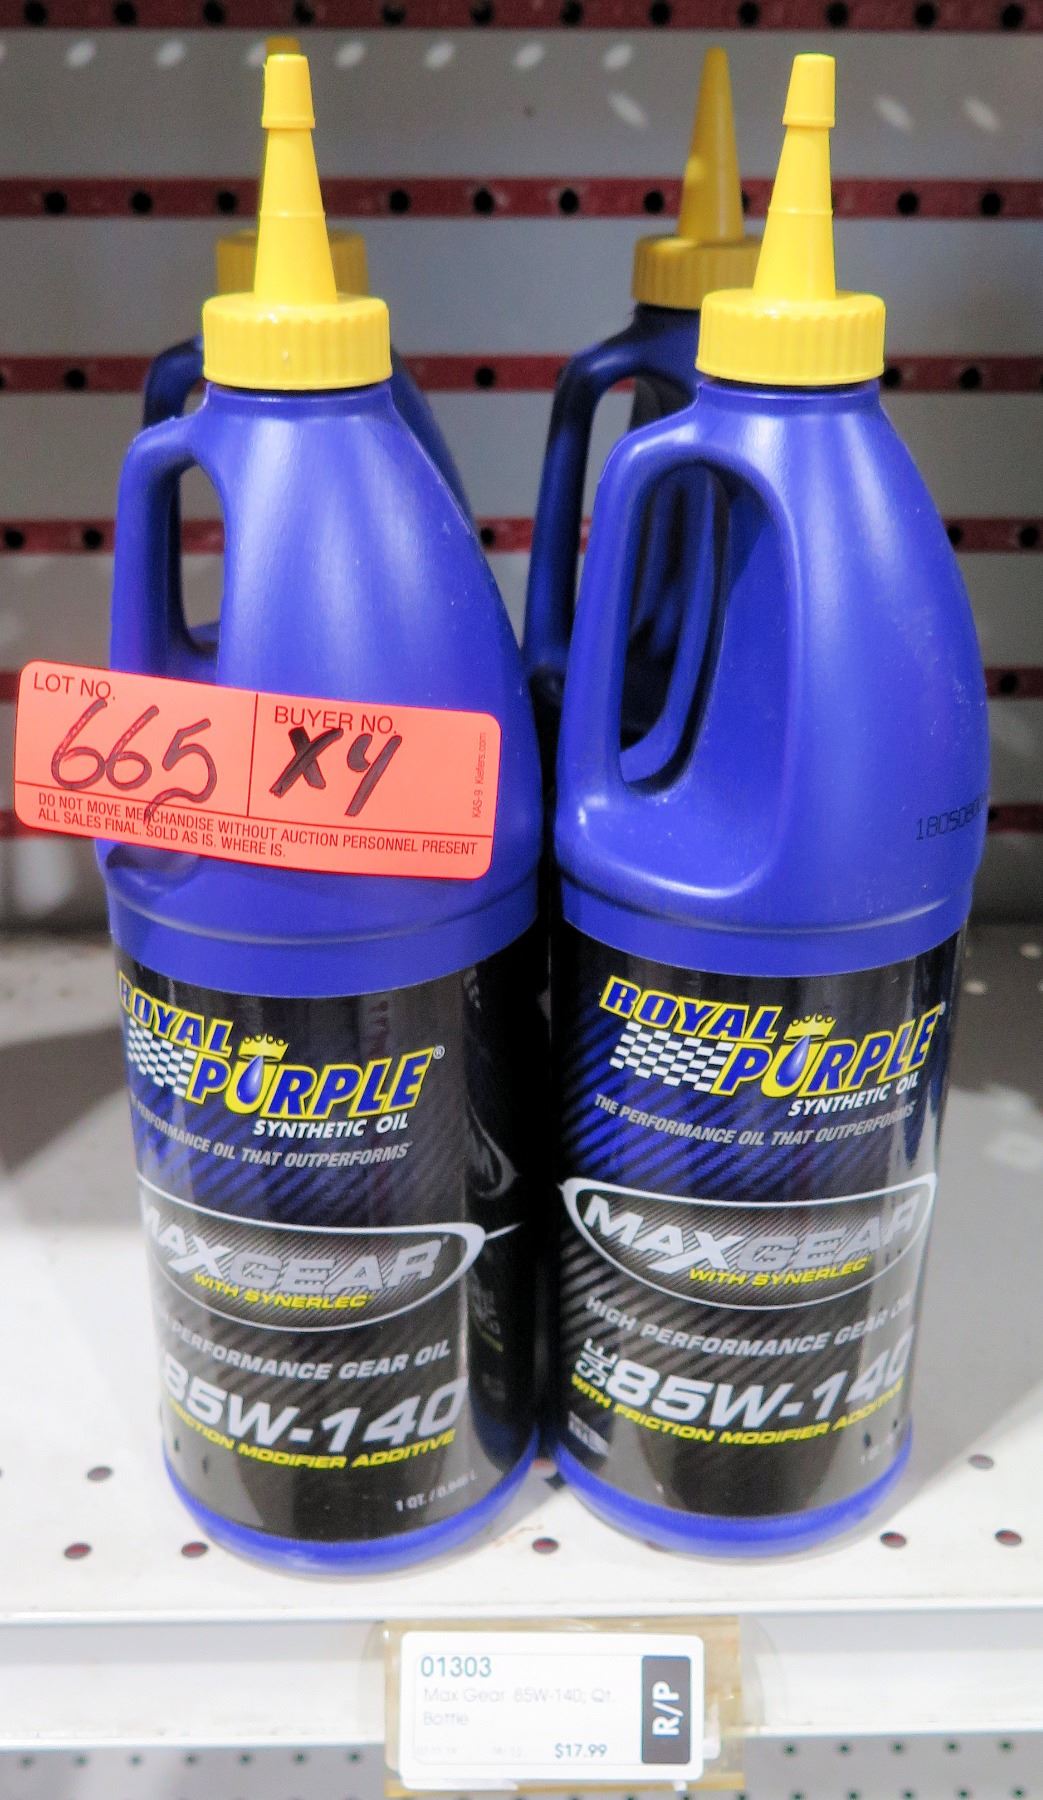 LOT NO.
665
BUYER NO.
X4
KAS-9 Kiefers.com
DO NOT MOVE MERCHANDISE WITHOUT AUCTION PERSONNEL PRESENT
ALL SALES FINAL. SOLD AS IS. WHERE IS.
ROYAL
PURPLE®
SYNTHETIC OIL
THE PERFORMANCE OIL THAT OUTPERFORMS
MAXGEAR®
WITH SYNERLEC
PERFORMANCE GEAR OIL
85W-140
FRICTION MODIFIER ADDITIVE
1 QT. / 0.946 L
180508
ROYAL
PURPLE®
SYNTHETIC OIL
THE PERFORMANCE OIL THAT OUTPERFORMS
MAXGEAR
WITH SYNERLEC
HIGH PERFORMANCE GEAR OIL
SAE 85W-140
WITH FRICTION MODIFIER ADDITIVE
01303
Max Gear 85W-140; Qt.
Bottle
$17.99
R/P